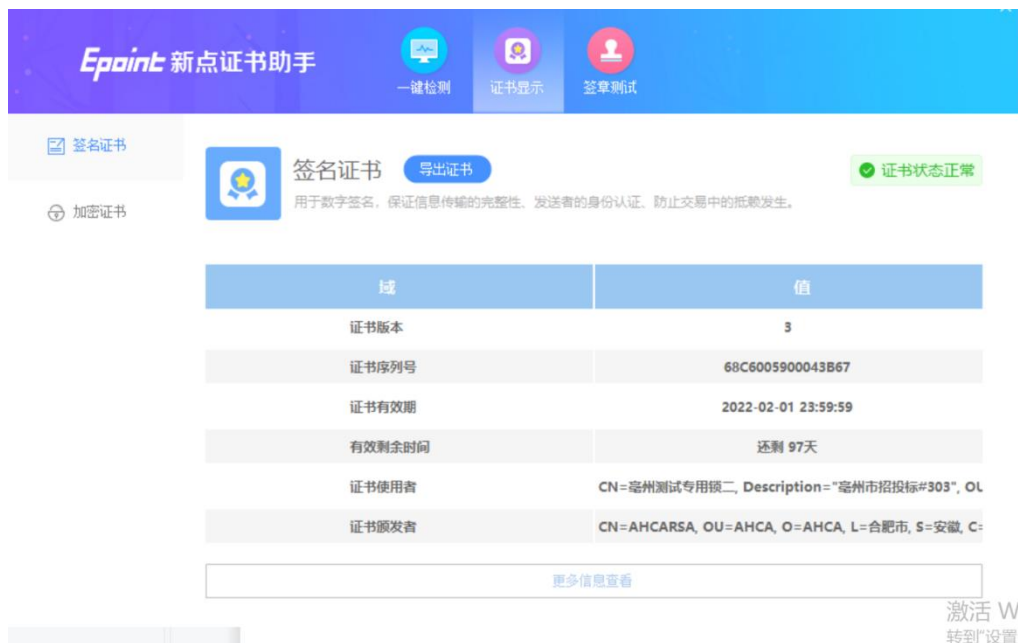 Epoint 新点证书助手
一键检测
证书显示
签章测试
签名证书
加密证书
签名证书
导出证书
证书状态正常
用于数字签名，保证信息传输的完整性、发送者的身份认证、防止交易中的抵赖发生。
域 值
证书版本 3
证书序列号 68C6005900043B67
证书有效期 2022-02-01 23:59:59
有效剩余时间 还剩 97天
证书使用者 CN=亳州测试专用锁二, Description="亳州市招投标#303", OU
证书颁发者 CN=AHCARSA, OU=AHCA, O=AHCA, L=合肥市, S=安徽, C=
更多信息查看
激活 W
转到"设置